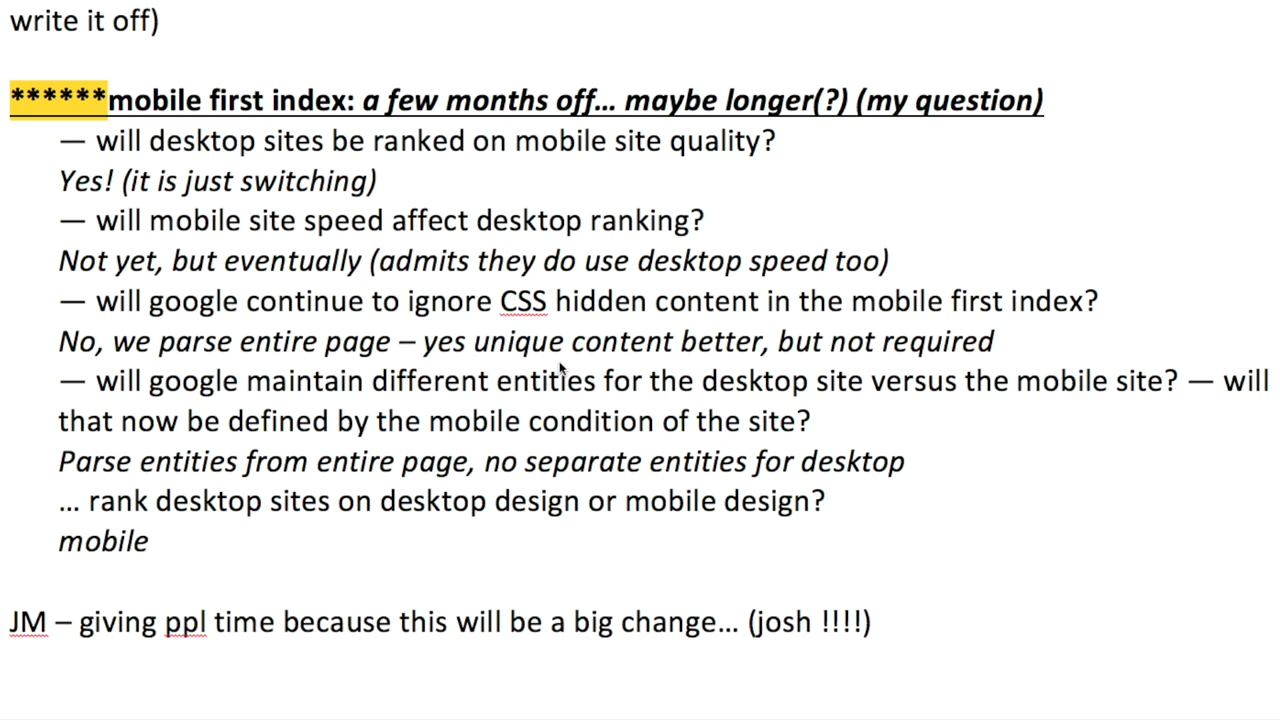 write it off)
******mobile first index: a few months off… maybe longer(?) (my question)
— will desktop sites be ranked on mobile site quality?
Yes! (it is just switching)
— will mobile site speed affect desktop ranking?
Not yet, but eventually (admits they do use desktop speed too)
— will google continue to ignore CSS hidden content in the mobile first index?
No, we parse entire page – yes unique content better, but not required
— will google maintain different entities for the desktop site versus the mobile site? — will
that now be defined by the mobile condition of the site?
Parse entities from entire page, no separate entities for desktop
… rank desktop sites on desktop design or mobile design?
mobile
JM – giving ppl time because this will be a big change… (josh !!!!)